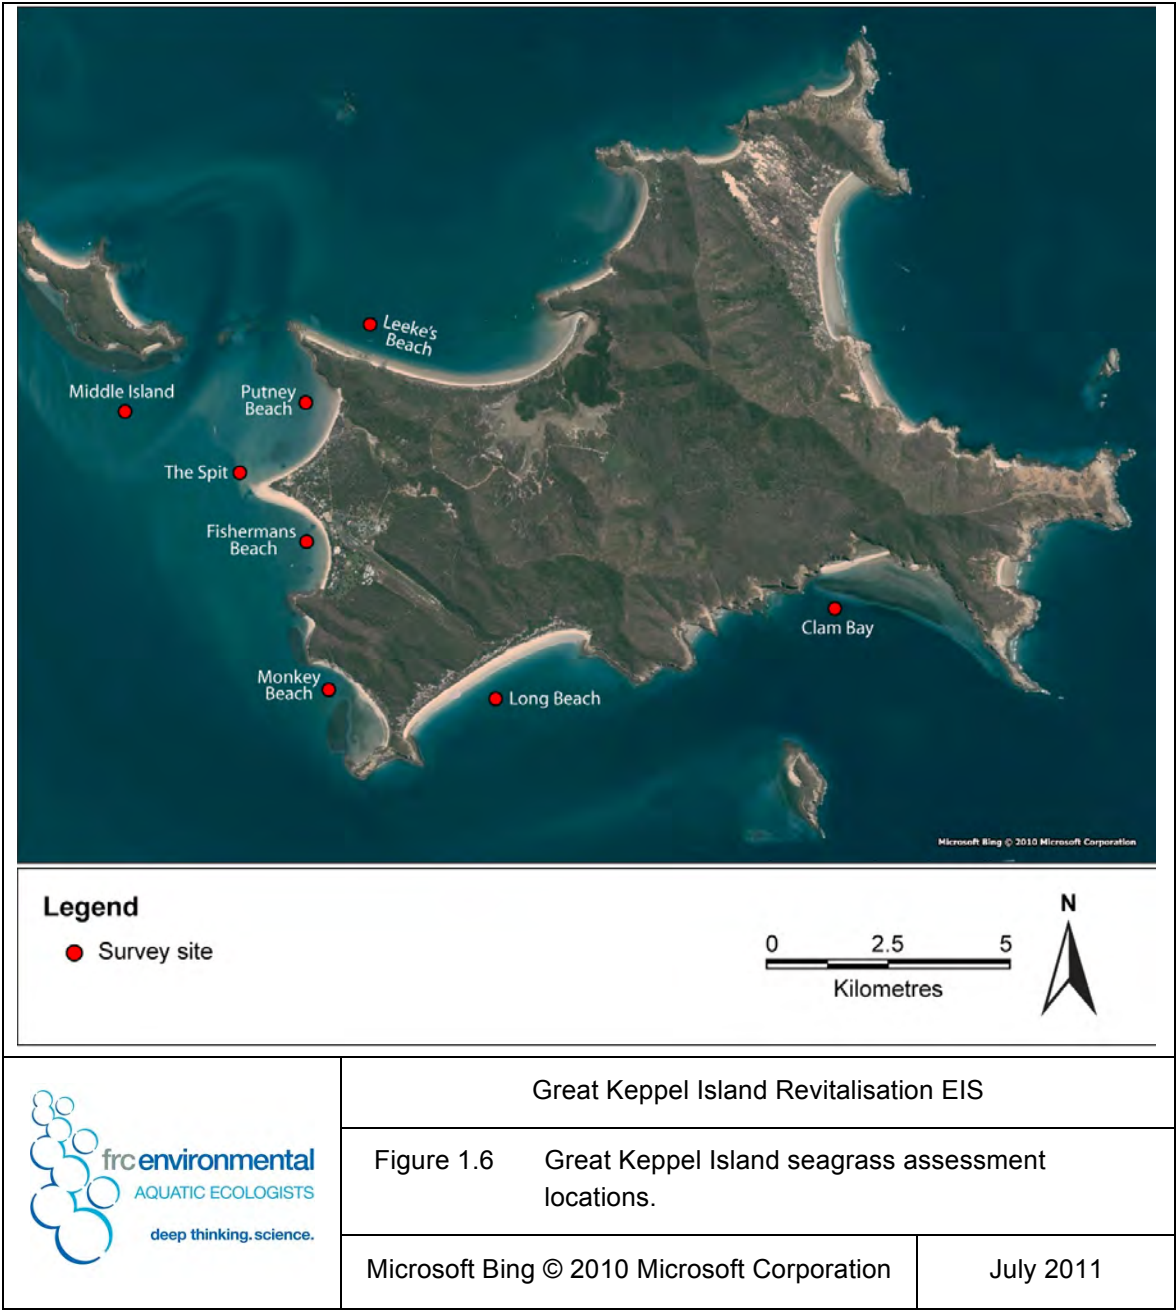 Leeke's
Beach
Middle Island
Putney
Beach
The Spit
Fishermans
Beach
Clam Bay
Monkey
Beach
Long Beach
Microsoft Bing © 2010 Microsoft Corporation
Legend
Survey site
0 2.5 5
Kilometres
N
frc environmental
AQUATIC ECOLOGISTS
deep thinking. science.
Great Keppel Island Revitalisation EIS
Figure 1.6 Great Keppel Island seagrass assessment
locations.
Microsoft Bing © 2010 Microsoft Corporation
July 2011